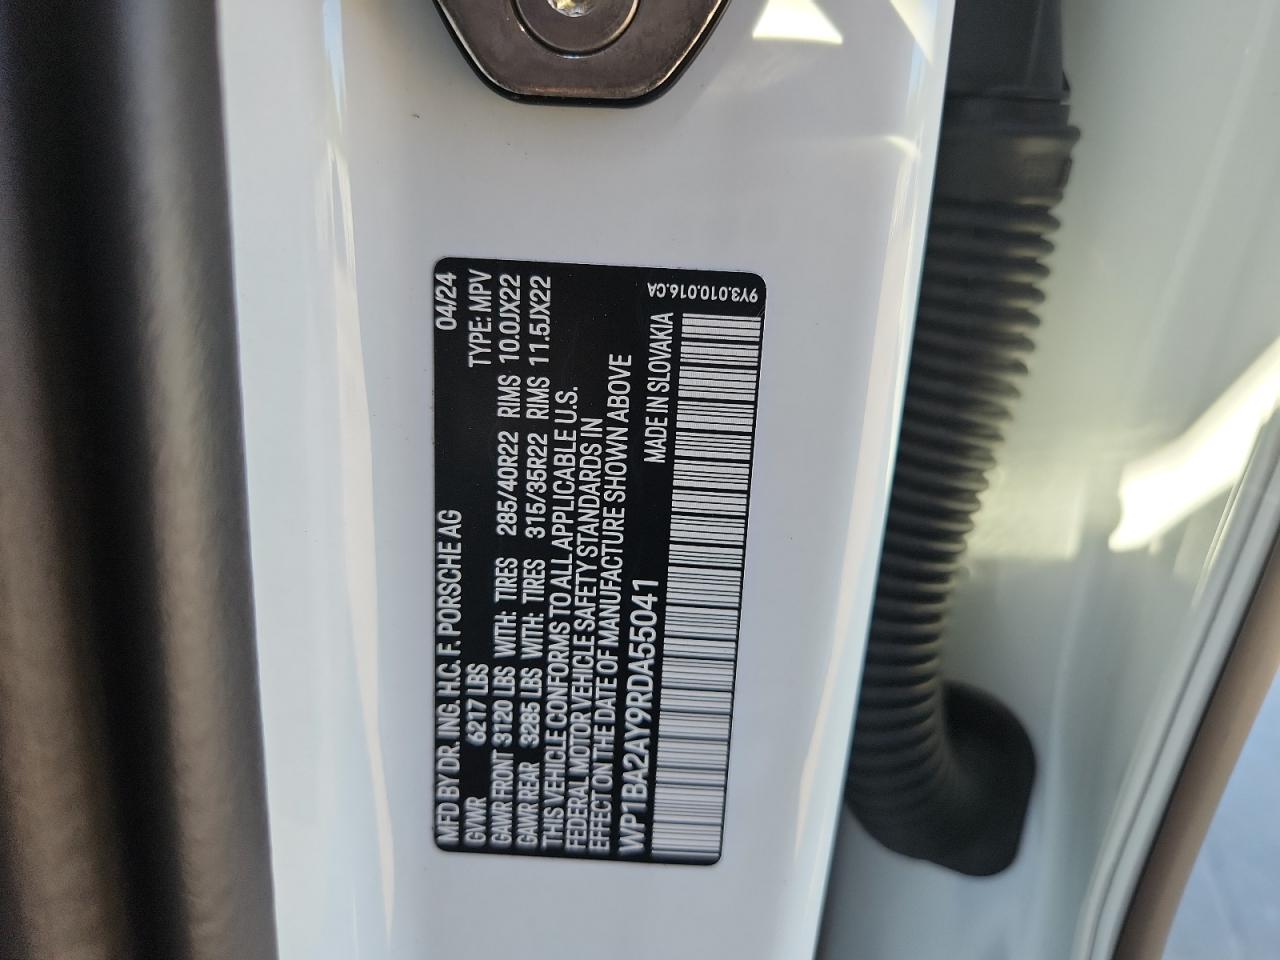 MFD BY DR. ING. H.C. F. PORSCHE AG 04/24
GVWR 6217 LBS TYPE: MPV
GAWR FRONT 3120 LBS WITH: TIRES 285/40R22 RIMS 10.0JX22
GAWR REAR 3285 LBS WITH: TIRES 315/35R22 RIMS 11.5JX22
THIS VEHICLE CONFORMS TO ALL APPLICABLE U.S.
FEDERAL MOTOR VEHICLE SAFETY STANDARDS IN
EFFECT ON THE DATE OF MANUFACTURE SHOWN ABOVE
WP1BA2AY9RDA55041
MADE IN SLOVAKIA
9Y3.010.016.CA